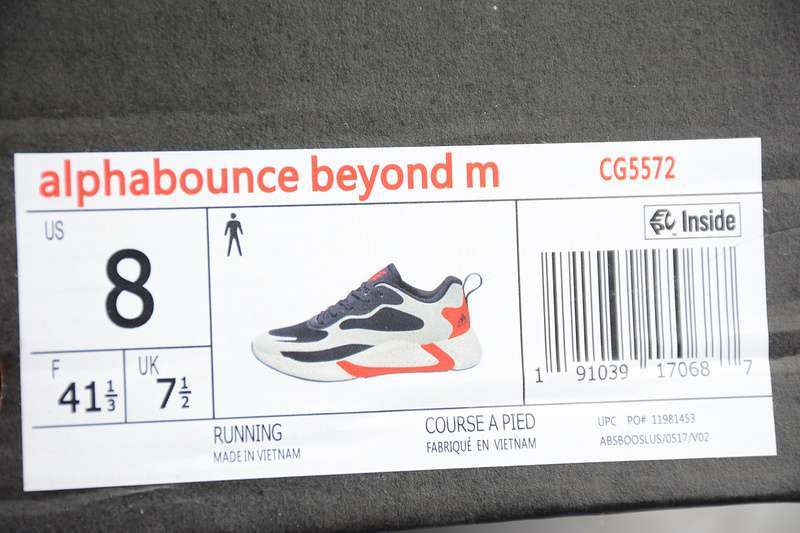 alphabounce beyond m
CG5572
US
8
F
41 1/3
UK
7 1/2
EPC Inside
1 91039 17068 7
RUNNING
MADE IN VIETNAM
COURSE A PIED
FABRIQUÉ EN VIETNAM
UPC PO# 11981453
ABSBOOSLUS/0517/V02